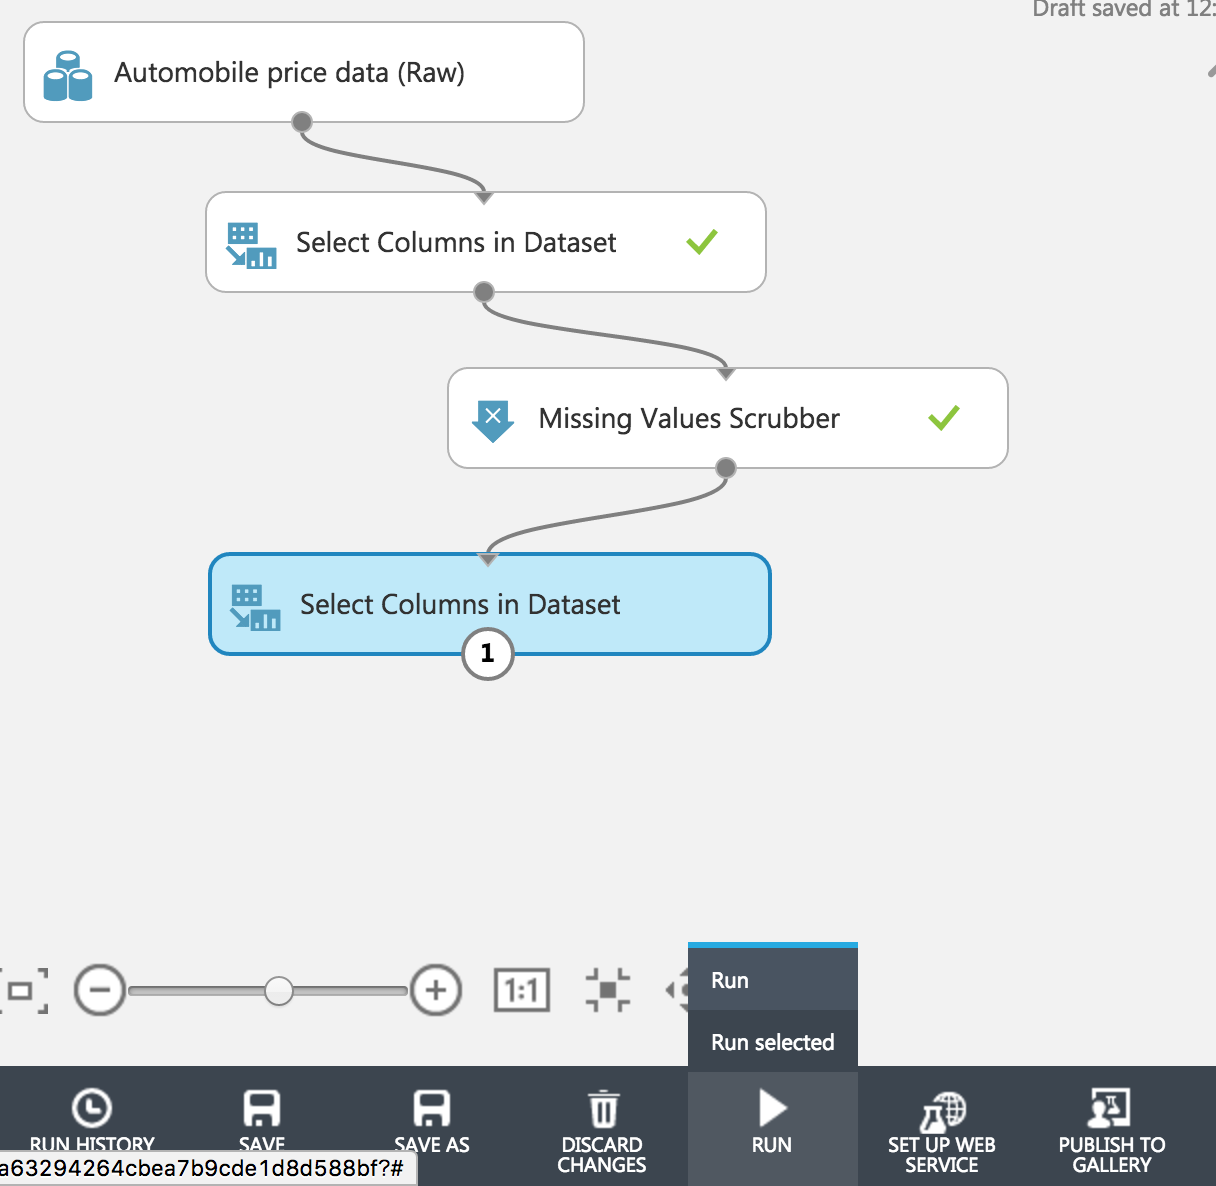 Draft saved at 12:
Automobile price data (Raw)
Select Columns in Dataset
Missing Values Scrubber
Select Columns in Dataset
1
1:1
Run
Run selected
RUN HISTORY
SAVE
SAVE AS
DISCARD
CHANGES
RUN
SET UP WEB
SERVICE
PUBLISH TO
GALLERY
a63294264cbea7b9cde1d8d588bf?#